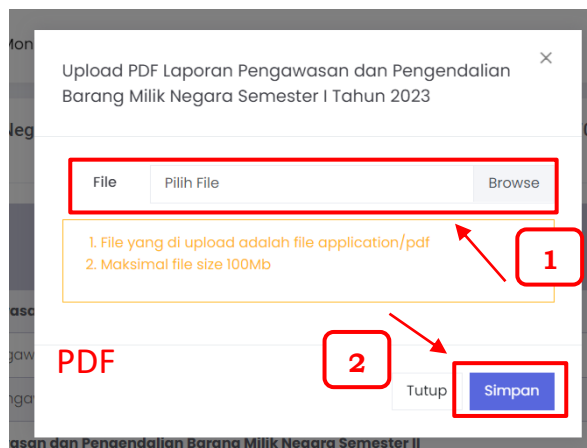 Mon
Upload PDF Laporan Pengawasan dan Pengendalian
Barang Milik Negara Semester I Tahun 2023
Neg
File Pilih File Browse
1. File yang di upload adalah file application/pdf
2. Maksimal file size 100Mb
1
PDF
2
Tutup Simpan
asan dan Pengendalian Barang Milik Negara Semester II